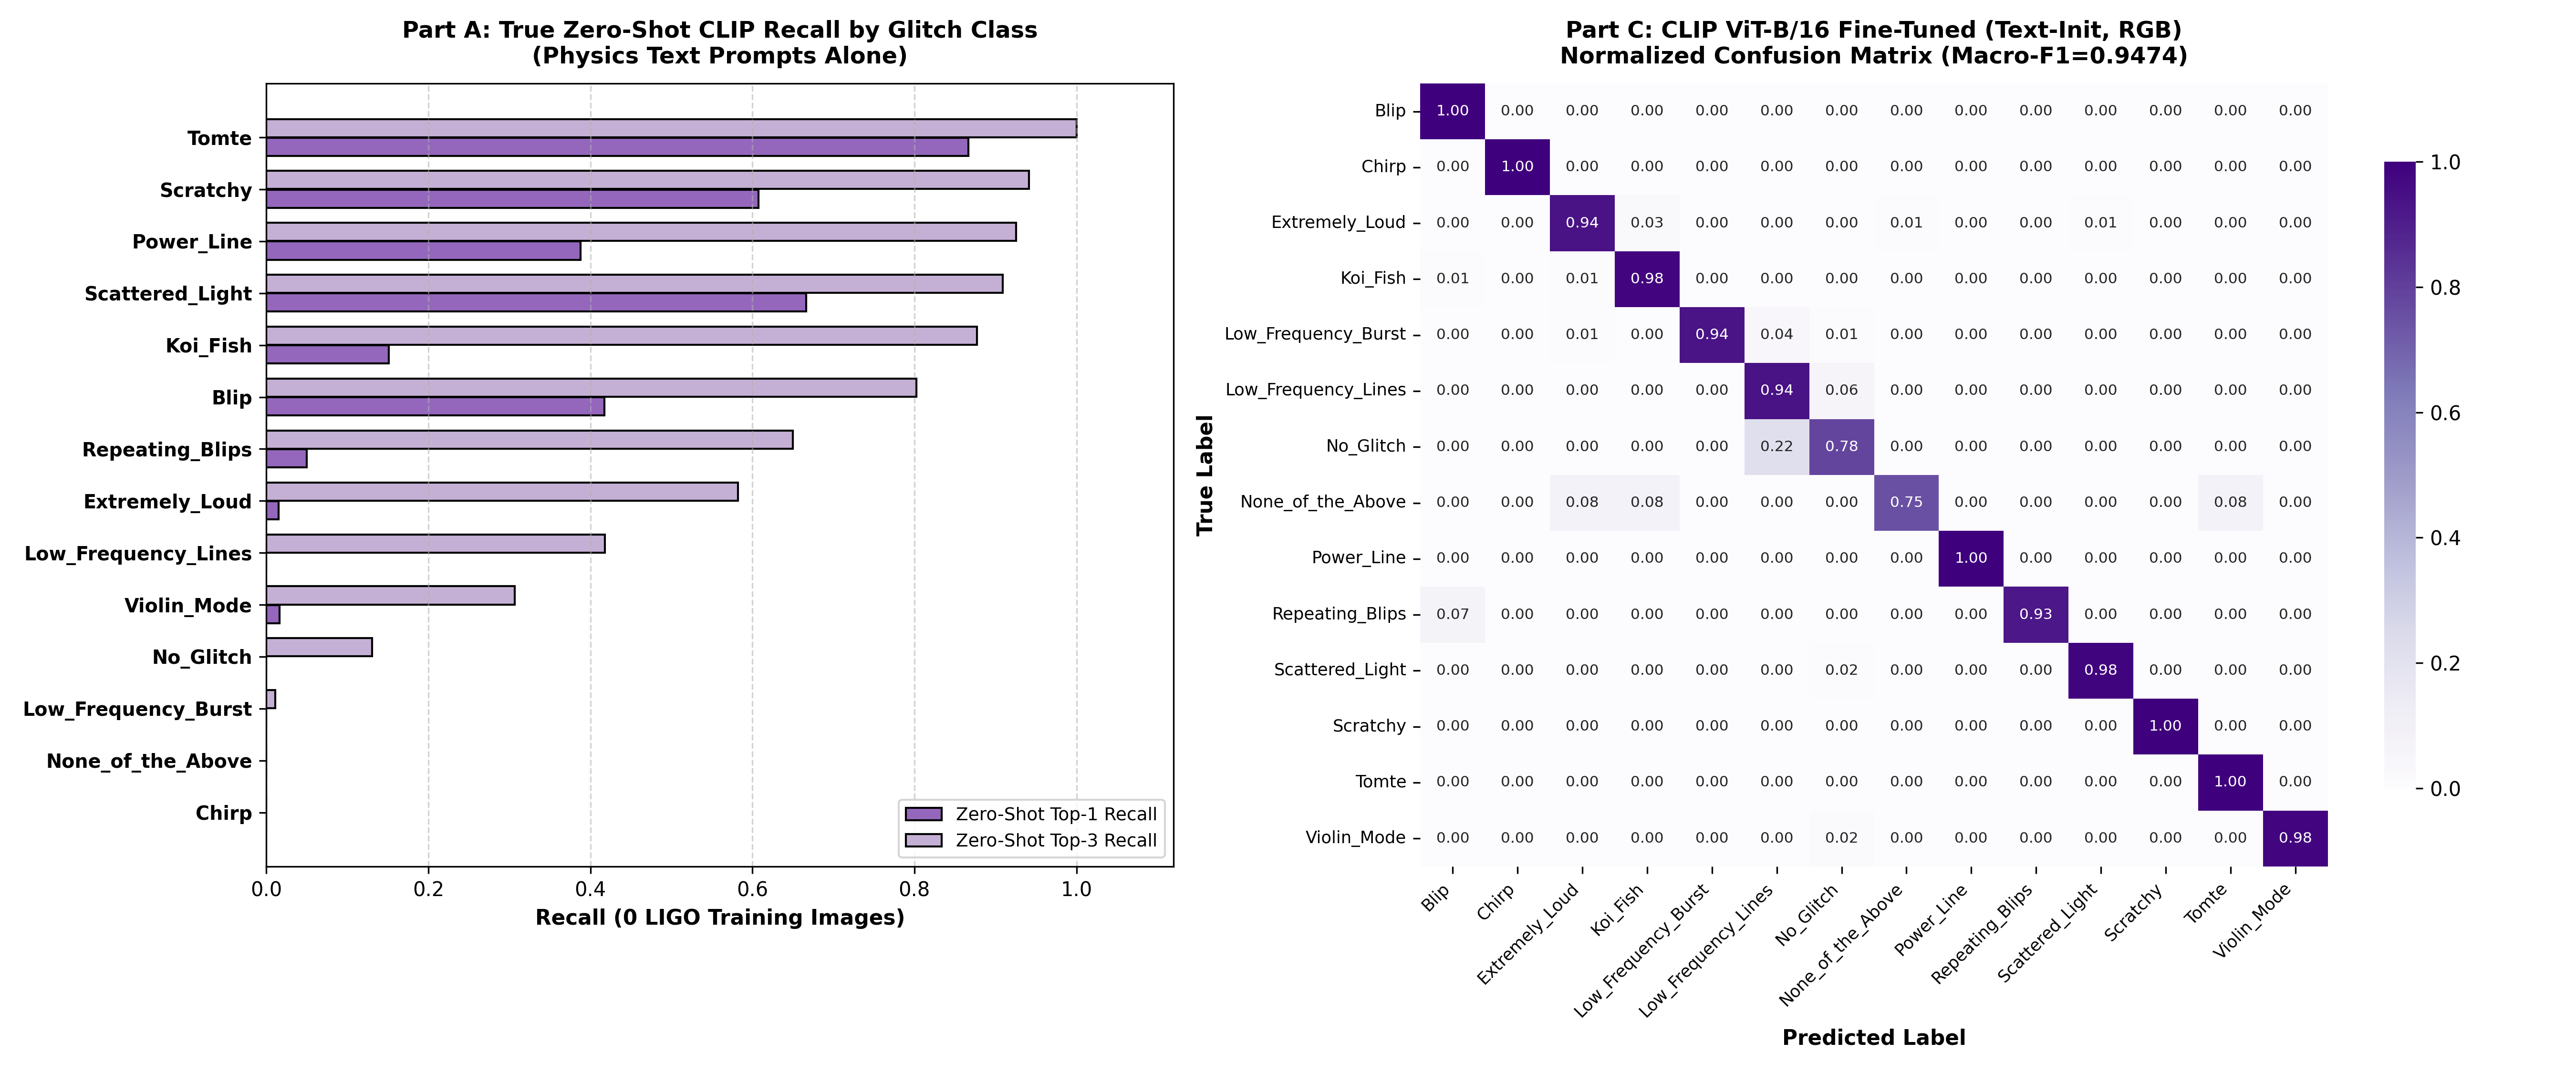 Part A: True Zero-Shot CLIP Recall by Glitch Class
(Physics Text Prompts Alone)
Tomte
Scratchy
Power_Line
Scattered_Light
Koi_Fish
Blip
Repeating_Blips
Extremely_Loud
Low_Frequency_Lines
Violin_Mode
No_Glitch
Low_Frequency_Burst
None_of_the_Above
Chirp
Zero-Shot Top-1 Recall
Zero-Shot Top-3 Recall
0.0 0.2 0.4 0.6 0.8 1.0
Recall (0 LIGO Training Images)
Part C: CLIP ViT-B/16 Fine-Tuned (Text-Init, RGB)
Normalized Confusion Matrix (Macro-F1=0.9474)
True Label
Blip 1.00 0.00 0.00 0.00 0.00 0.00 0.00 0.00 0.00 0.00 0.00 0.00 0.00 0.00
Chirp 0.00 1.00 0.00 0.00 0.00 0.00 0.00 0.00 0.00 0.00 0.00 0.00 0.00 0.00
Extremely_Loud 0.00 0.00 0.94 0.03 0.00 0.00 0.00 0.01 0.00 0.00 0.01 0.00 0.00 0.00
Koi_Fish 0.01 0.00 0.01 0.98 0.00 0.00 0.00 0.00 0.00 0.00 0.00 0.00 0.00 0.00
Low_Frequency_Burst 0.00 0.00 0.01 0.00 0.94 0.04 0.01 0.00 0.00 0.00 0.00 0.00 0.00 0.00
Low_Frequency_Lines 0.00 0.00 0.00 0.00 0.00 0.94 0.06 0.00 0.00 0.00 0.00 0.00 0.00 0.00
No_Glitch 0.00 0.00 0.00 0.00 0.00 0.22 0.78 0.00 0.00 0.00 0.00 0.00 0.00 0.00
None_of_the_Above 0.00 0.00 0.08 0.08 0.00 0.00 0.00 0.75 0.00 0.00 0.00 0.00 0.08 0.00
Power_Line 0.00 0.00 0.00 0.00 0.00 0.00 0.00 0.00 1.00 0.00 0.00 0.00 0.00 0.00
Repeating_Blips 0.07 0.00 0.00 0.00 0.00 0.00 0.00 0.00 0.00 0.93 0.00 0.00 0.00 0.00
Scattered_Light 0.00 0.00 0.00 0.00 0.00 0.00 0.02 0.00 0.00 0.00 0.98 0.00 0.00 0.00
Scratchy 0.00 0.00 0.00 0.00 0.00 0.00 0.00 0.00 0.00 0.00 0.00 1.00 0.00 0.00
Tomte 0.00 0.00 0.00 0.00 0.00 0.00 0.00 0.00 0.00 0.00 0.00 0.00 1.00 0.00
Violin_Mode 0.00 0.00 0.00 0.00 0.00 0.00 0.02 0.00 0.00 0.00 0.00 0.00 0.00 0.98
Blip
Chirp
Extremely_Loud
Koi_Fish
Low_Frequency_Burst
Low_Frequency_Lines
No_Glitch
None_of_the_Above
Power_Line
Repeating_Blips
Scattered_Light
Scratchy
Tomte
Violin_Mode
Predicted Label
1.0
0.8
0.6
0.4
0.2
0.0